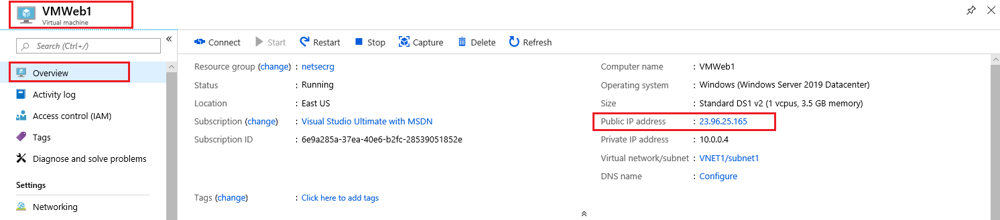 VMWeb1
Virtual machine
Search (Ctrl+/)
«
Overview
Activity log
Access control (IAM)
Tags
Diagnose and solve problems
Settings
Networking
Connect Start Restart Stop Capture Delete Refresh
Resource group (change) : netsecrg
Status : Running
Location : East US
Subscription (change) : Visual Studio Ultimate with MSDN
Subscription ID : 6e9a285a-37ea-40e6-b2fc-28539051852e
Tags (change) : Click here to add tags
Computer name : VMWeb1
Operating system : Windows (Windows Server 2019 Datacenter)
Size : Standard DS1 v2 (1 vcpus, 3.5 GB memory)
Public IP address : 23.96.25.165
Private IP address : 10.0.0.4
Virtual network/subnet : VNET1/subnet1
DNS name : Configure